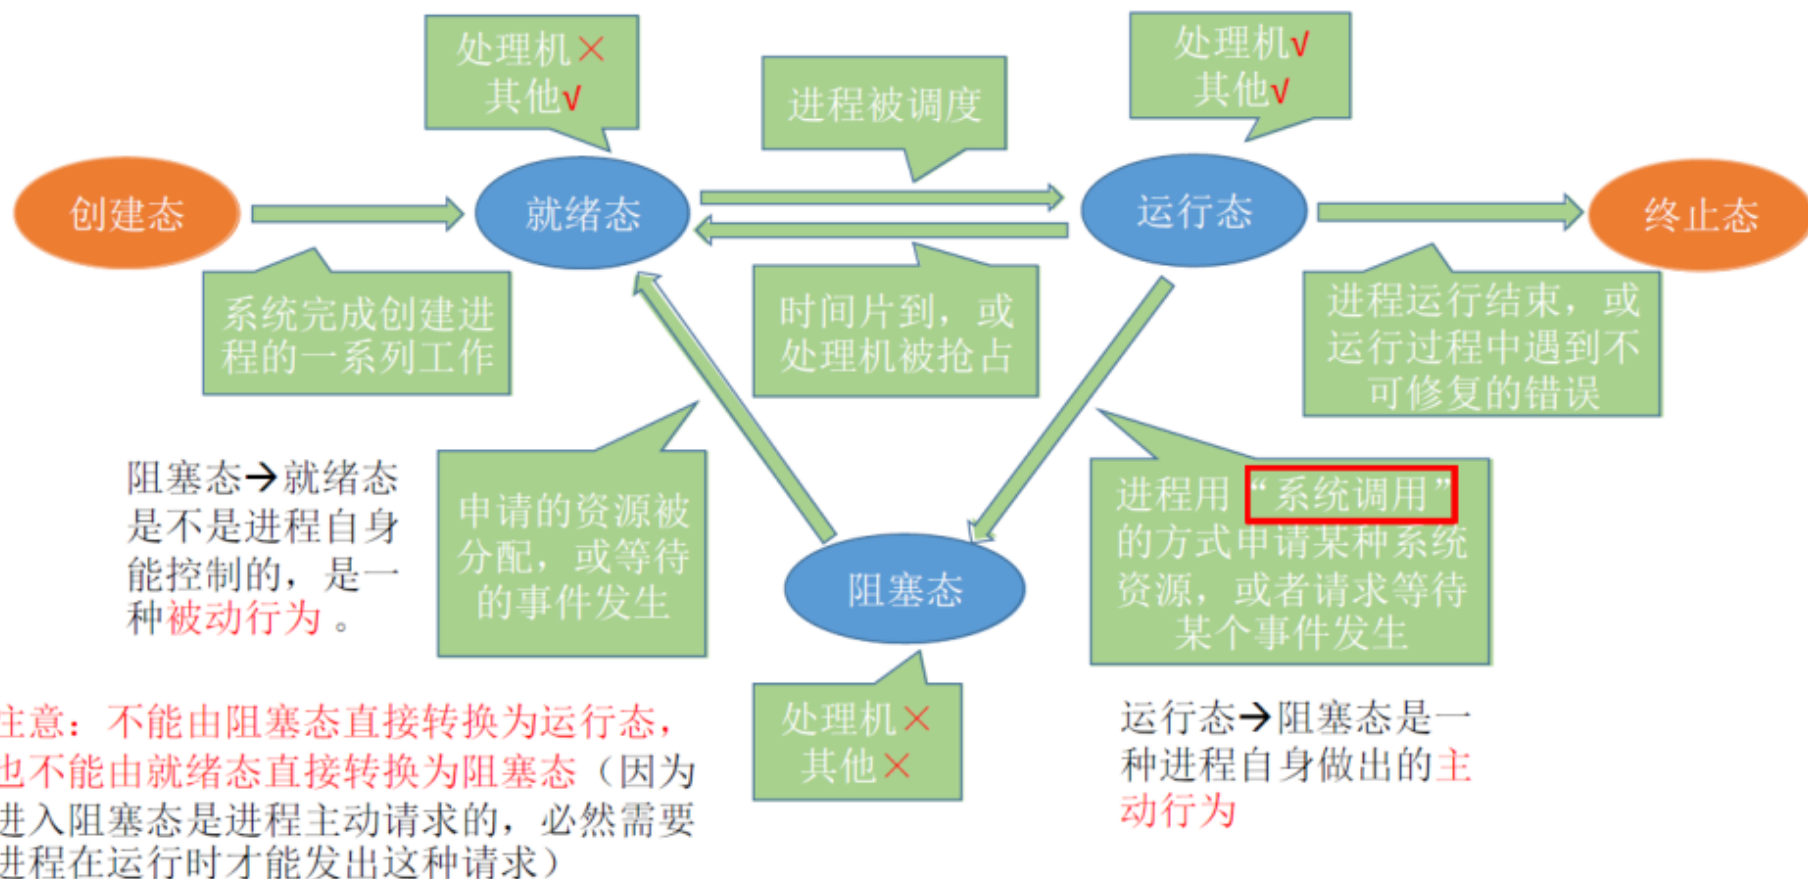 处理机×
其他√
进程被调度
处理机√
其他√
创建态
就绪态
运行态
终止态
系统完成创建进
程的一系列工作
时间片到，或
处理机被抢占
进程运行结束，或
运行过程中遇到不
可修复的错误
阻塞态→就绪态
是不是进程自身
能控制的，是一
种被动行为 。
申请的资源被
分配，或等待
的事件发生
进程用“系统调用”
的方式申请某种系统
资源，或者请求等待
某个事件发生
阻塞态
处理机×
其他×
注意：不能由阻塞态直接转换为运行态，
也不能由就绪态直接转换为阻塞态（因为
进入阻塞态是进程主动请求的，必然需要
进程在运行时才能发出这种请求）
运行态→阻塞态是一
种进程自身做出的主
动行为